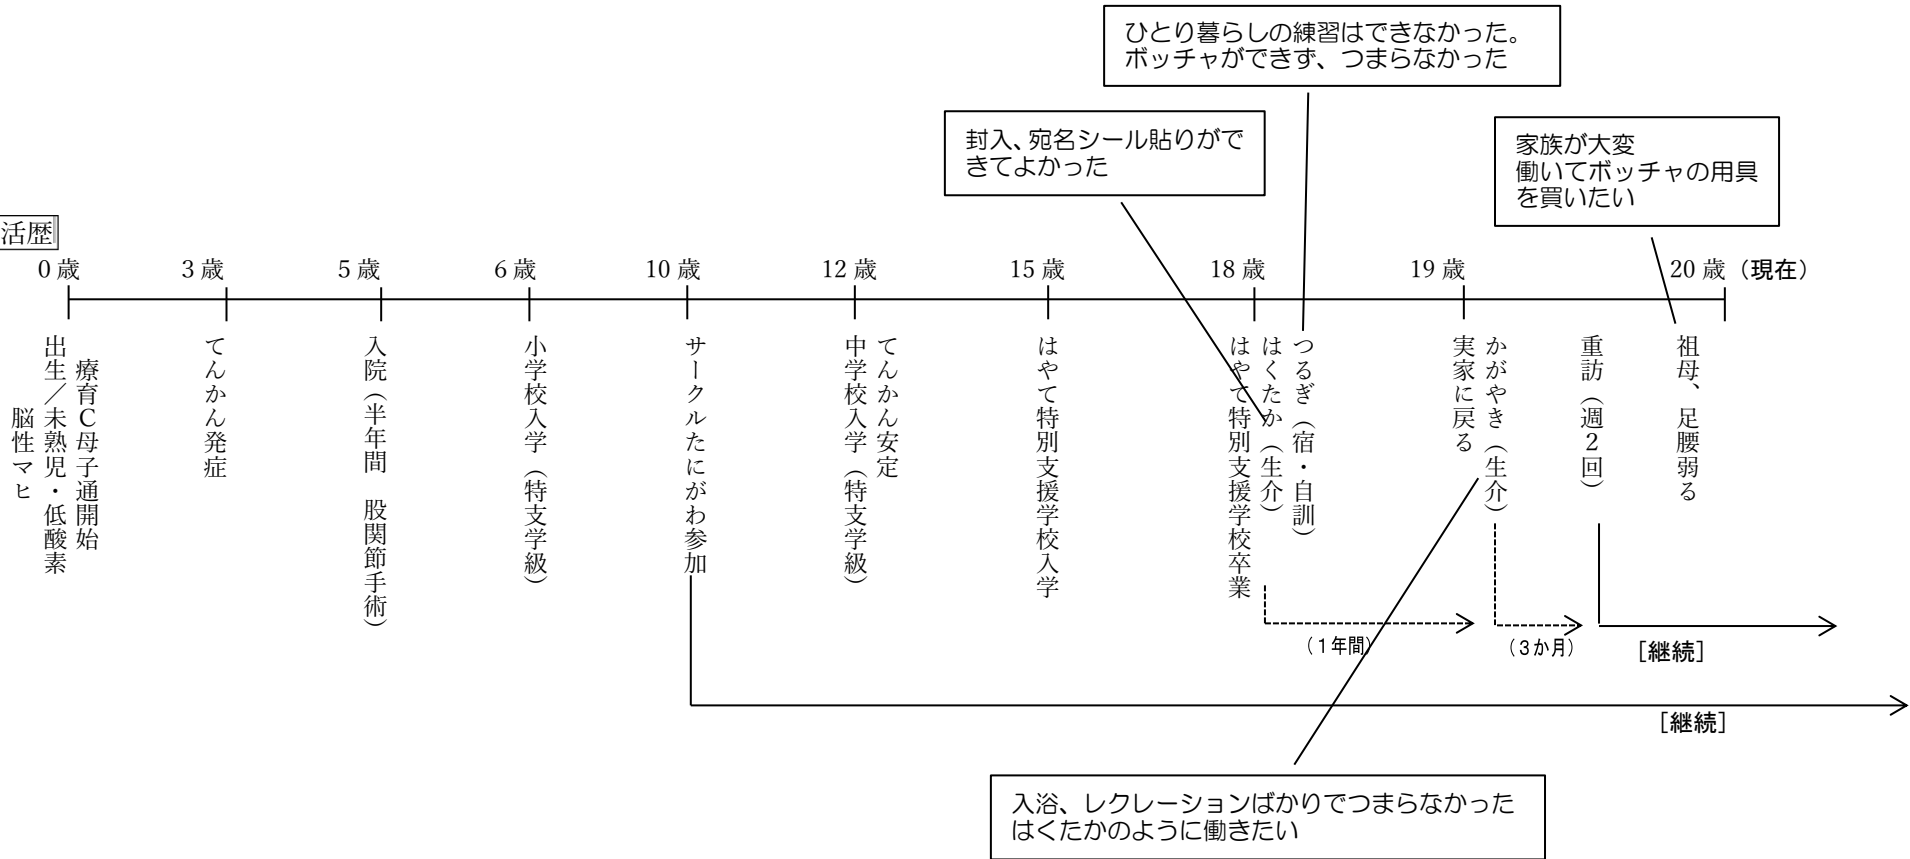 ひとり暮らしの練習はできなかった。
ボッチャができず、つまらなかった
封入、宛名シール貼りがで
きてよかった
家族が大変
働いてボッチャの用具
を買いたい
活歴
0歳
3歳
5歳
6歳
10歳
12歳
15歳
18歳
19歳
20歳（現在）
療育C母子通開始
出生／未熟児・低酸素
脳性マヒ
てんかん発症
入院（半年間　股関節手術）
小学校入学（特支学級）
サークルたにがわ参加
てんかん安定
中学校入学（特支学級）
はやて特別支援学校入学
つるぎ（宿・自訓）
はくたか（生介）
はやて特別支援学校卒業
かがやき（生介）
実家に戻る
重訪（週2回）
祖母、足腰弱る
（1年間）
（3か月）
［継続］
［継続］
入浴、レクレーションばかりでつまらなかった
はくたかのように働きたい